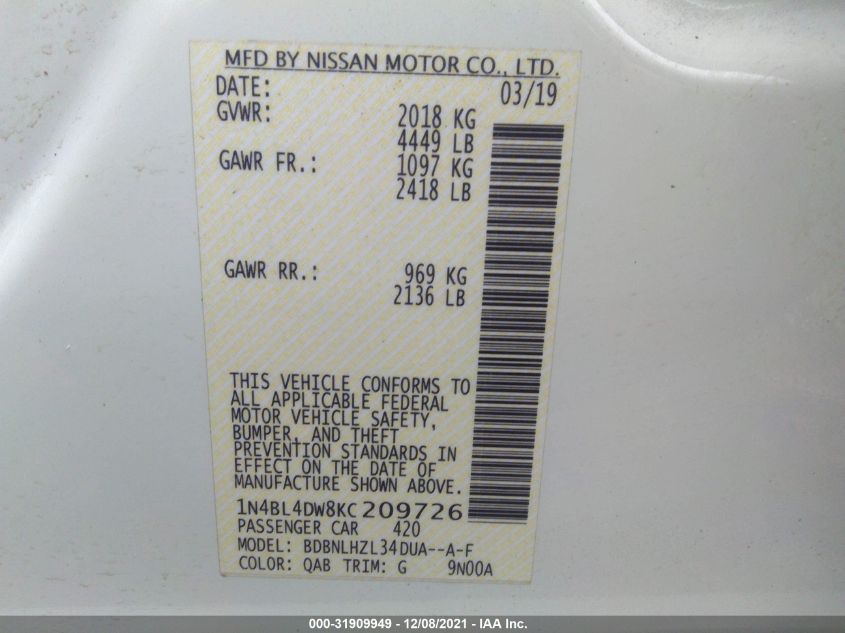 MFD BY NISSAN MOTOR CO., LTD.
DATE: 03/19
GVWR: 2018 KG
4449 LB
GAWR FR.: 1097 KG
2418 LB
GAWR RR.: 969 KG
2136 LB
THIS VEHICLE CONFORMS TO
ALL APPLICABLE FEDERAL
MOTOR VEHICLE SAFETY,
BUMPER, AND THEFT
PREVENTION STANDARDS IN
EFFECT ON THE DATE OF
MANUFACTURE SHOWN ABOVE.
1N4BL4DW8KC209726
PASSENGER CAR 420
MODEL: BDBNLHZL34DUA--A-F
COLOR: QAB TRIM: G 9N00A
000-31909949 - 12/08/2021 - IAA Inc.